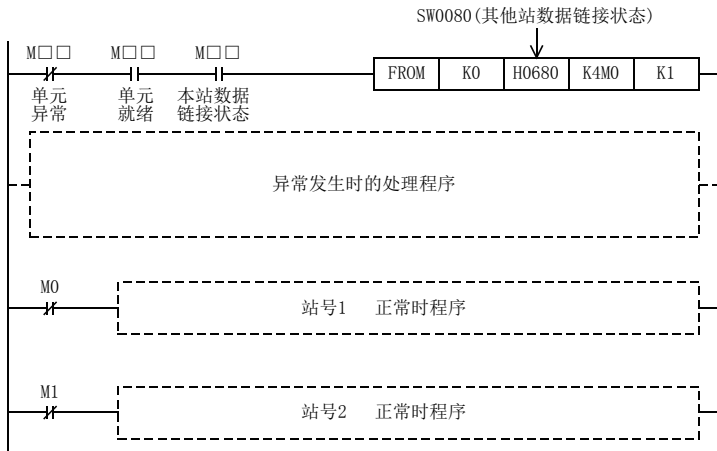 SW0080(其他站数据链接状态)
M□□ M□□ M□□
FROM K0 H0680 K4M0 K1
单元 单元 本站数据
异常 就绪 链接状态
异常发生时的处理程序
M0
站号1 正常时程序
M1
站号2 正常时程序